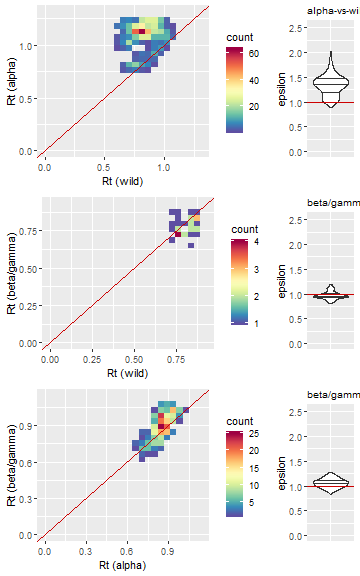 alpha-vs-wi
count
60
40
20
1.0
0.5
0.0
Rt (alpha)
0.0 0.5 1.0
Rt (wild)
2.5
2.0
1.5
1.0
0.5
0.0
epsilon
beta/gamm
count
4
3
2
1
0.75
0.50
0.25
0.00
Rt (beta/gamma)
0.00 0.25 0.50 0.75
Rt (wild)
2.5
2.0
1.5
1.0
0.5
0.0
epsilon
beta/gamm
count
25
20
15
10
5
0.9
0.6
0.3
0.0
Rt (beta/gamma)
0.0 0.3 0.6 0.9
Rt (alpha)
2.5
2.0
1.5
1.0
0.5
0.0
epsilon